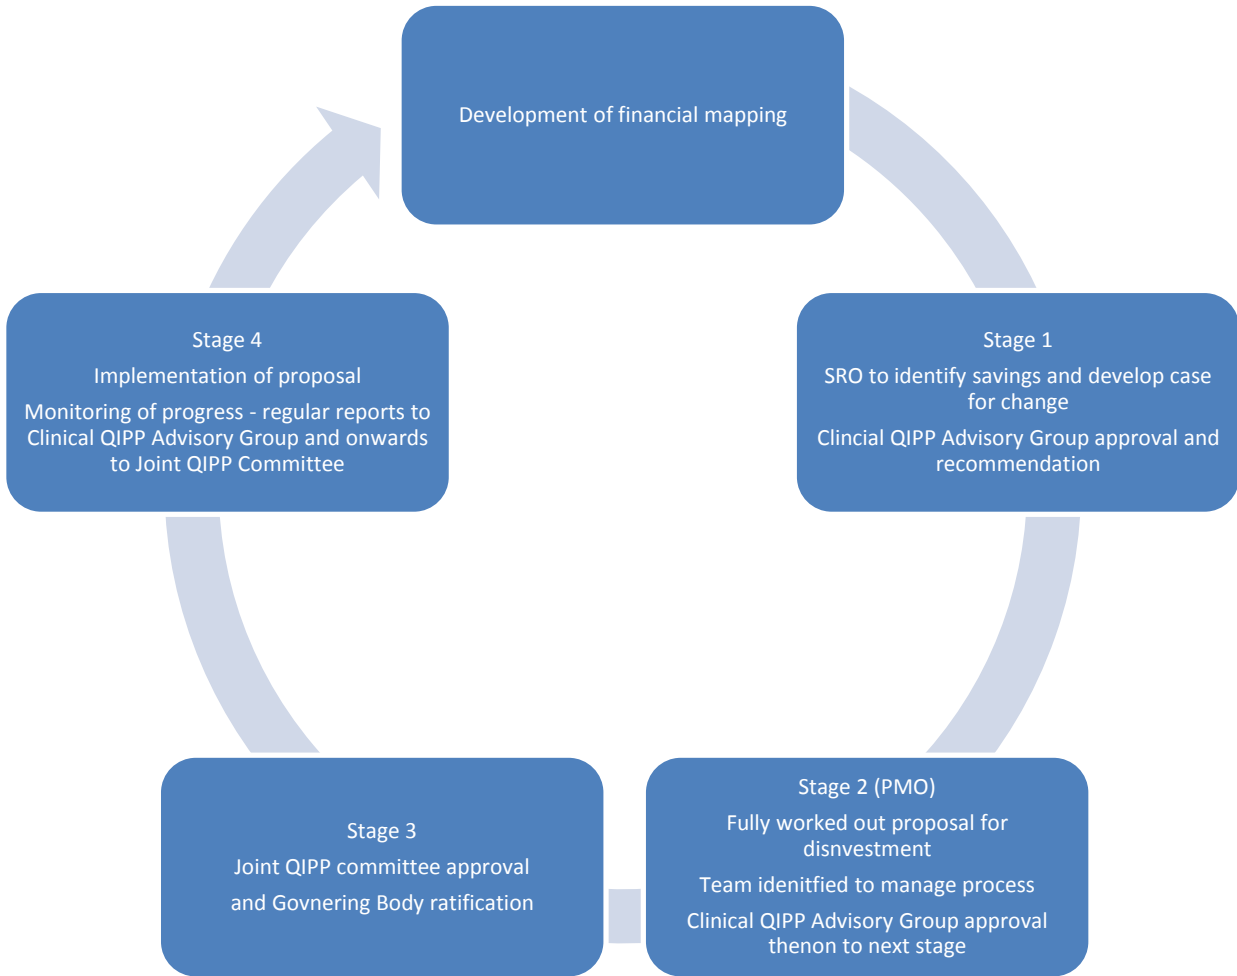 Development of financial mapping
Stage 1
SRO to identify savings and develop case
for change
Clincial QIPP Advisory Group approval and
recommendation
Stage 2 (PMO)
Fully worked out proposal for
disnvestment
Team idenitfied to manage process
Clinical QIPP Advisory Group approval
thenon to next stage
Stage 3
Joint QIPP committee approval
and Govnering Body ratification
Stage 4
Implementation of proposal
Monitoring of progress - regular reports to
Clinical QIPP Advisory Group and onwards
to Joint QIPP Committee